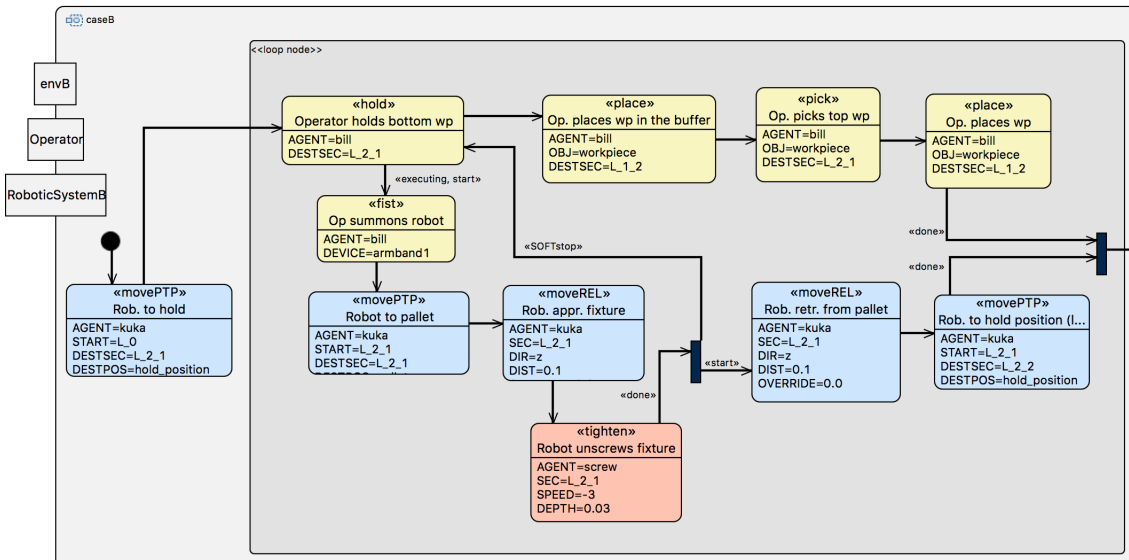 caseB
<<loop node>>
envB
Operator
RoboticSystemB
«hold»
Operator holds bottom wp
AGENT=bill
DESTSEC=L_2_1
«place»
Op. places wp in the buffer
AGENT=bill
OBJ=workpiece
DESTSEC=L_1_2
«pick»
Op. picks top wp
AGENT=bill
OBJ=workpiece
DESTSEC=L_2_1
«place»
Op. places wp
AGENT=bill
OBJ=workpiece
DESTSEC=L_1_2
«executing, start»
«fist»
Op summons robot
AGENT=bill
DEVICE=armband1
«SOFTstop»
«done»
«done»
«movePTP»
Rob. to hold
AGENT=kuka
START=L_0
DESTSEC=L_2_1
DESTPOS=hold_position
«movePTP»
Robot to pallet
AGENT=kuka
START=L_2_1
DESTSEC=L_2_1
«moveREL»
Rob. appr. fixture
AGENT=kuka
SEC=L_2_1
DIR=z
DIST=0.1
«start»
«done»
«moveREL»
Rob. retr. from pallet
AGENT=kuka
SEC=L_2_1
DIR=z
DIST=0.1
OVERRIDE=0.0
«movePTP»
Rob. to hold position (l...
AGENT=kuka
START=L_2_1
DESTSEC=L_2_2
DESTPOS=hold_position
«tighten»
Robot unscrews fixture
AGENT=screw
SEC=L_2_1
SPEED=-3
DEPTH=0.03